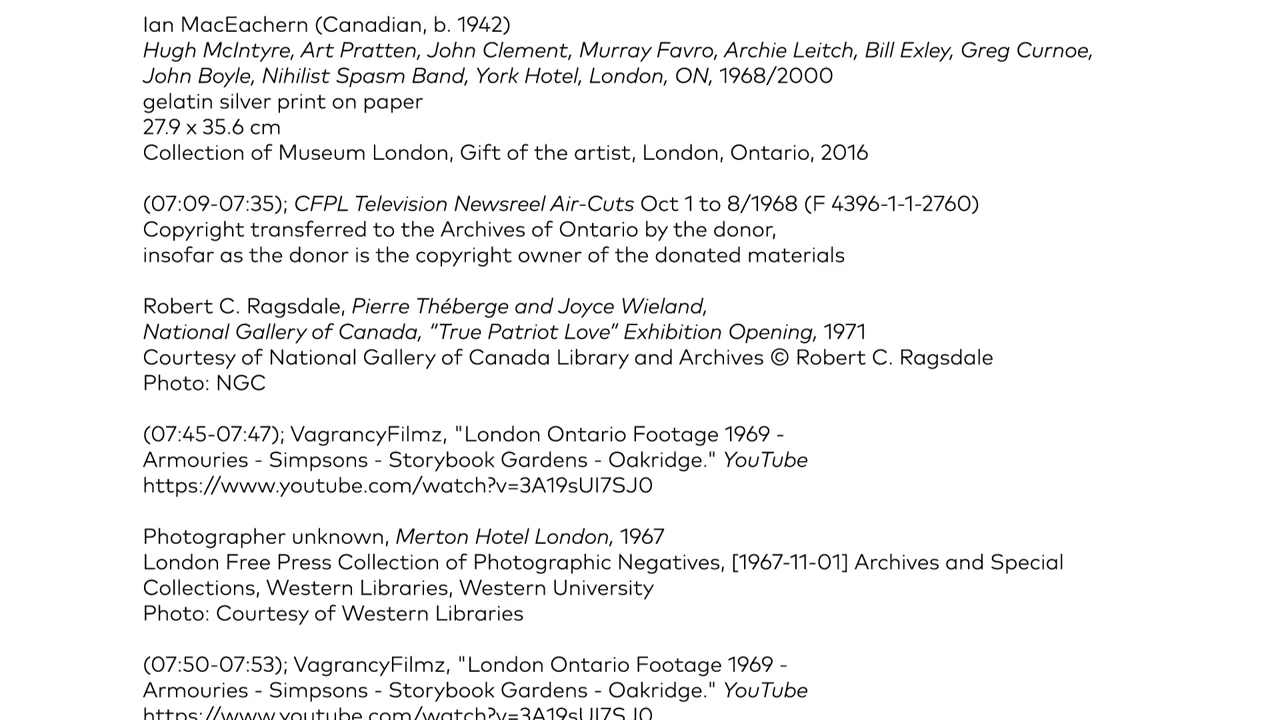 Ian MacEachern (Canadian, b. 1942)
Hugh McIntyre, Art Pratten, John Clement, Murray Favro, Archie Leitch, Bill Exley, Greg Curnoe,
John Boyle, Nihilist Spasm Band, York Hotel, London, ON, 1968/2000
gelatin silver print on paper
27.9 x 35.6 cm
Collection of Museum London, Gift of the artist, London, Ontario, 2016
(07:09-07:35); CFPL Television Newsreel Air-Cuts Oct 1 to 8/1968 (F 4396-1-1-2760)
Copyright transferred to the Archives of Ontario by the donor,
insofar as the donor is the copyright owner of the donated materials
Robert C. Ragsdale, Pierre Théberge and Joyce Wieland,
National Gallery of Canada, “True Patriot Love” Exhibition Opening, 1971
Courtesy of National Gallery of Canada Library and Archives © Robert C. Ragsdale
Photo: NGC
(07:45-07:47); VagrancyFilmz, "London Ontario Footage 1969 -
Armouries - Simpsons - Storybook Gardens - Oakridge." YouTube
https://www.youtube.com/watch?v=3A19sUI7SJ0
Photographer unknown, Merton Hotel London, 1967
London Free Press Collection of Photographic Negatives, [1967-11-01] Archives and Special
Collections, Western Libraries, Western University
Photo: Courtesy of Western Libraries
(07:50-07:53); VagrancyFilmz, "London Ontario Footage 1969 -
Armouries - Simpsons - Storybook Gardens - Oakridge." YouTube
https://www.youtube.com/watch?v=3A19sUI7SJ0